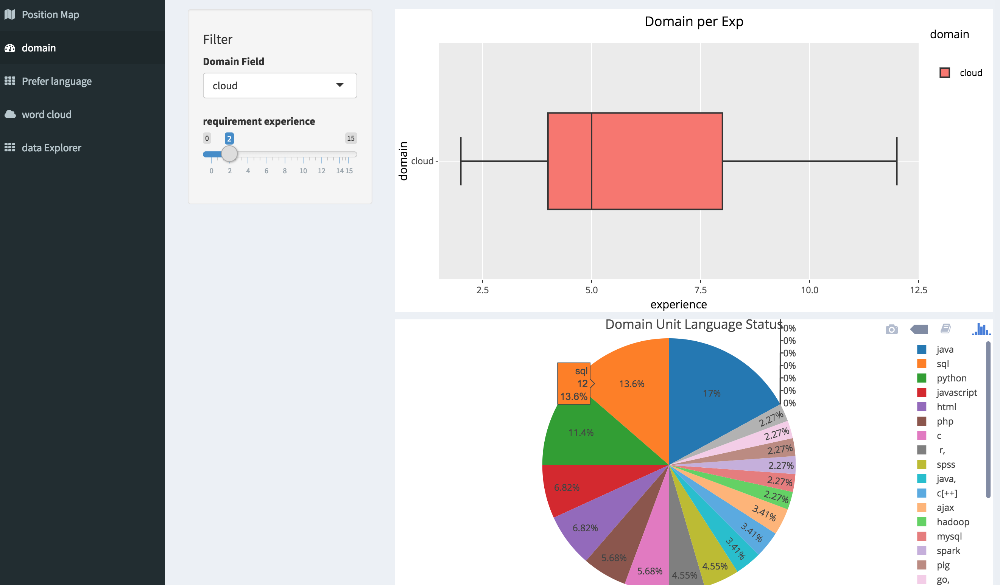 Position Map
domain
Prefer language
word cloud
data Explorer
Filter
Domain Field
cloud
requirement experience
0 2 15
0 2 4 6 8 10 12 14 15
Domain per Exp
domain
cloud
domain
cloud
2.5 5.0 7.5 10.0 12.5
experience
Domain Unit Language Status
0%
0%
0%
0%
0%
0%
0%
sql
12
13.6%
13.6%
17%
11.4%
6.82%
6.82%
5.68%
5.68%
4.55%
4.55%
3.41%
3.41%
3.41%
2.27%
2.27%
2.27%
2.27%
2.27%
2.27%
java
sql
python
javascript
html
php
c
r,
spss
java,
c[++]
ajax
hadoop
mysql
spark
pig
go,